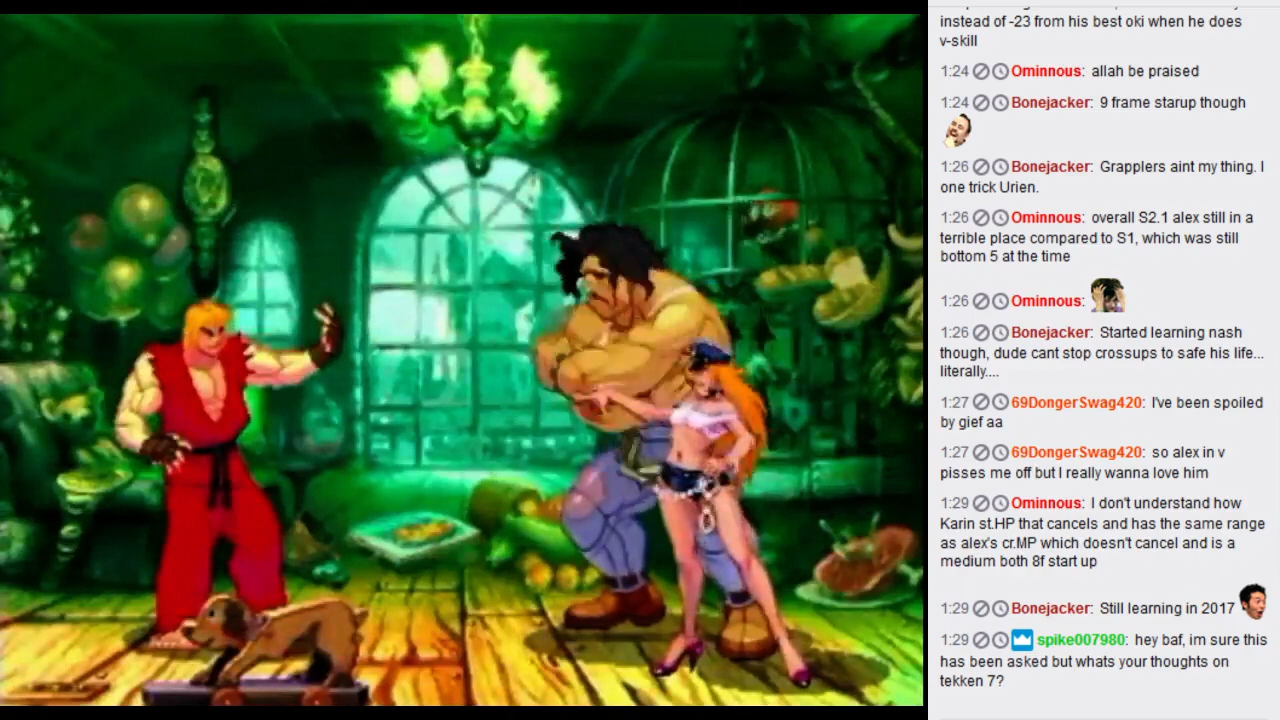 instead of -23 from his best oki when he does
v-skill
1:24 Ominnous: allah be praised
1:24 Bonejacker: 9 frame starup though
1:26 Bonejacker: Grapplers aint my thing. I
one trick Urien.
1:26 Ominnous: overall S2.1 alex still in a
terrible place compared to S1, which was still
bottom 5 at the time
1:26 Ominnous:
1:26 Bonejacker: Started learning nash
though, dude cant stop crossups to safe his life...
literally....
1:27 69DongerSwag420: I've been spoiled
by gief aa
1:27 69DongerSwag420: so alex in v
pisses me off but I really wanna love him
1:29 Ominnous: I don't understand how
Karin st.HP that cancels and has the same range
as alex's cr.MP which doesn't cancel and is a
medium both 8f start up
1:29 Bonejacker: Still learning in 2017
1:29 spike007980: hey baf, im sure this
has been asked but whats your thoughts on
tekken 7?